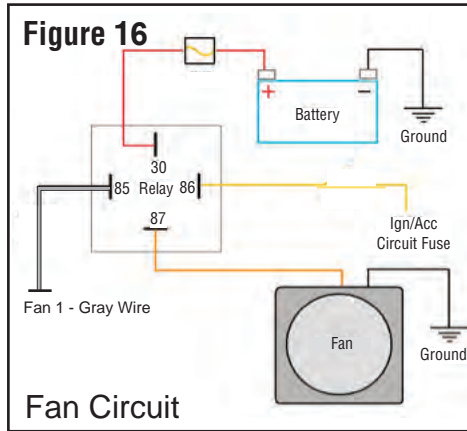 Figure 16
+ −
Battery
Ground
30
85 Relay 86
87
Ign/Acc
Circuit Fuse
Fan 1 - Gray Wire
Fan
Ground
Fan Circuit